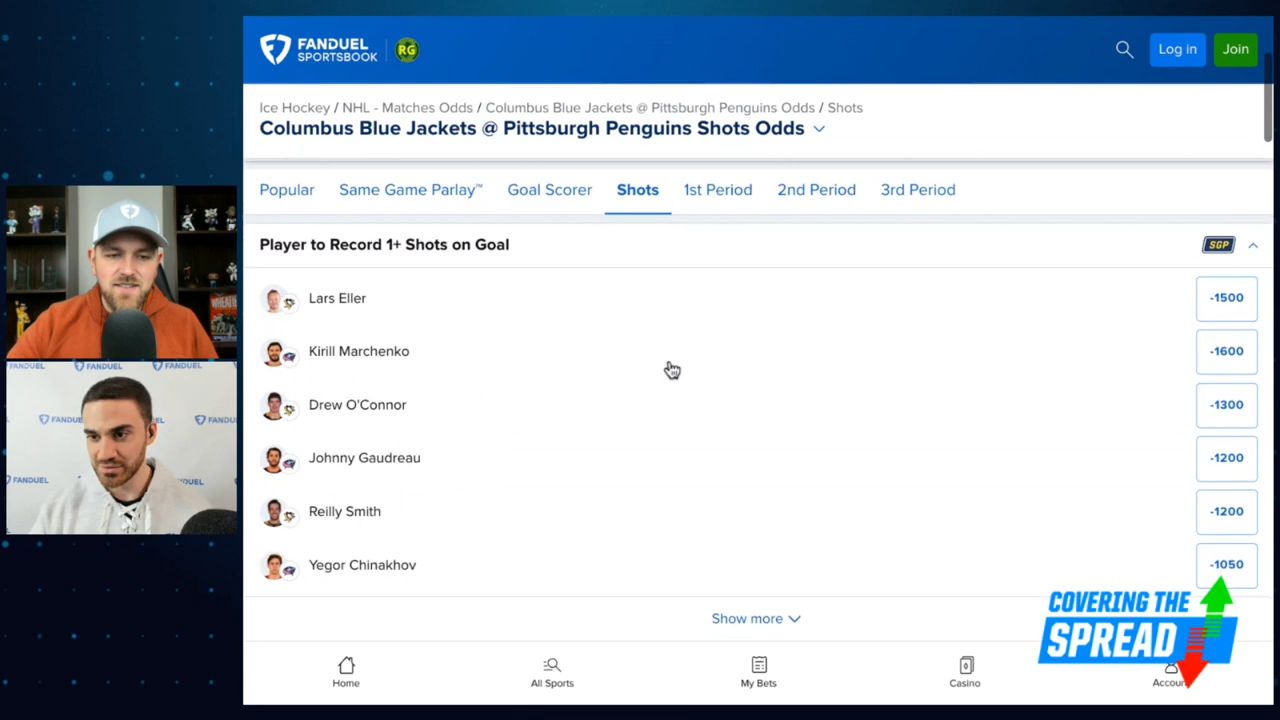 FANDUEL
SPORTSBOOK
RG
Log in
Join
Ice Hockey / NHL - Matches Odds / Columbus Blue Jackets @ Pittsburgh Penguins Odds / Shots
Columbus Blue Jackets @ Pittsburgh Penguins Shots Odds
Popular
Same Game Parlay™
Goal Scorer
Shots
1st Period
2nd Period
3rd Period
Player to Record 1+ Shots on Goal
SGP
Lars Eller
-1500
Kirill Marchenko
-1600
Drew O'Connor
-1300
Johnny Gaudreau
-1200
Reilly Smith
-1200
Yegor Chinakhov
-1050
Show more
Home
All Sports
My Bets
Casino
Accoun
COVERING THE
SPREAD
FANDUEL
FANDUEL
FANDUEL